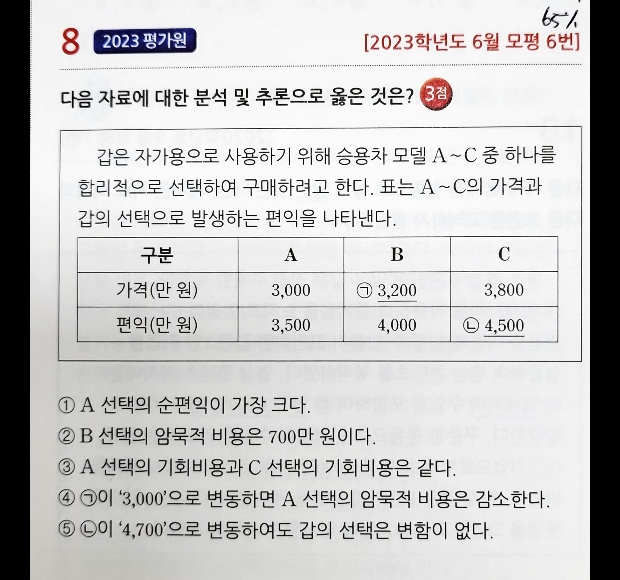 65%
8 2023 평가원 [2023학년도 6월 모평 6번]
다음 자료에 대한 분석 및 추론으로 옳은 것은? 3점
갑은 자가용으로 사용하기 위해 승용차 모델 A~C 중 하나를
합리적으로 선택하여 구매하려고 한다. 표는 A~C의 가격과
갑의 선택으로 발생하는 편익을 나타낸다.
구분 A B C
가격(만 원) 3,000 ㉠ 3,200 3,800
편익(만 원) 3,500 4,000 ㉡ 4,500
① A 선택의 순편익이 가장 크다.
② B 선택의 암묵적 비용은 700만 원이다.
③ A 선택의 기회비용과 C 선택의 기회비용은 같다.
④ ㉠이 ‘3,000’으로 변동하면 A 선택의 암묵적 비용은 감소한다.
⑤ ㉡이 ‘4,700’으로 변동하여도 갑의 선택은 변함이 없다.